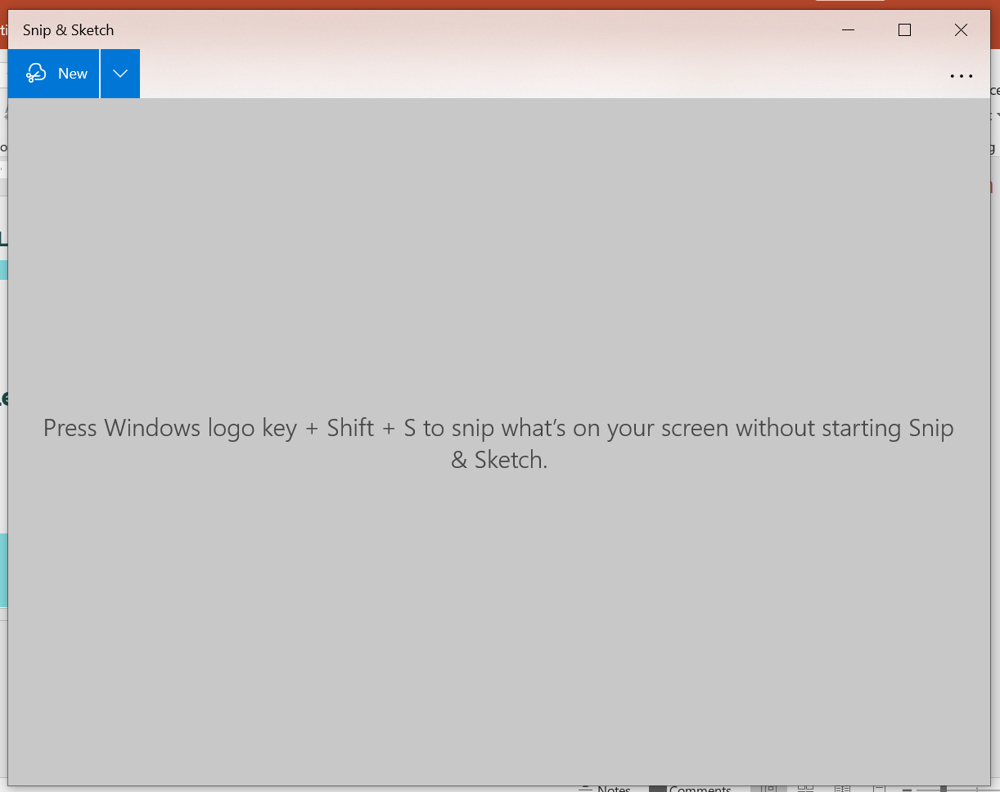 Snip & Sketch
New
Press Windows logo key + Shift + S to snip what's on your screen without starting Snip
& Sketch.
Notes
Comments